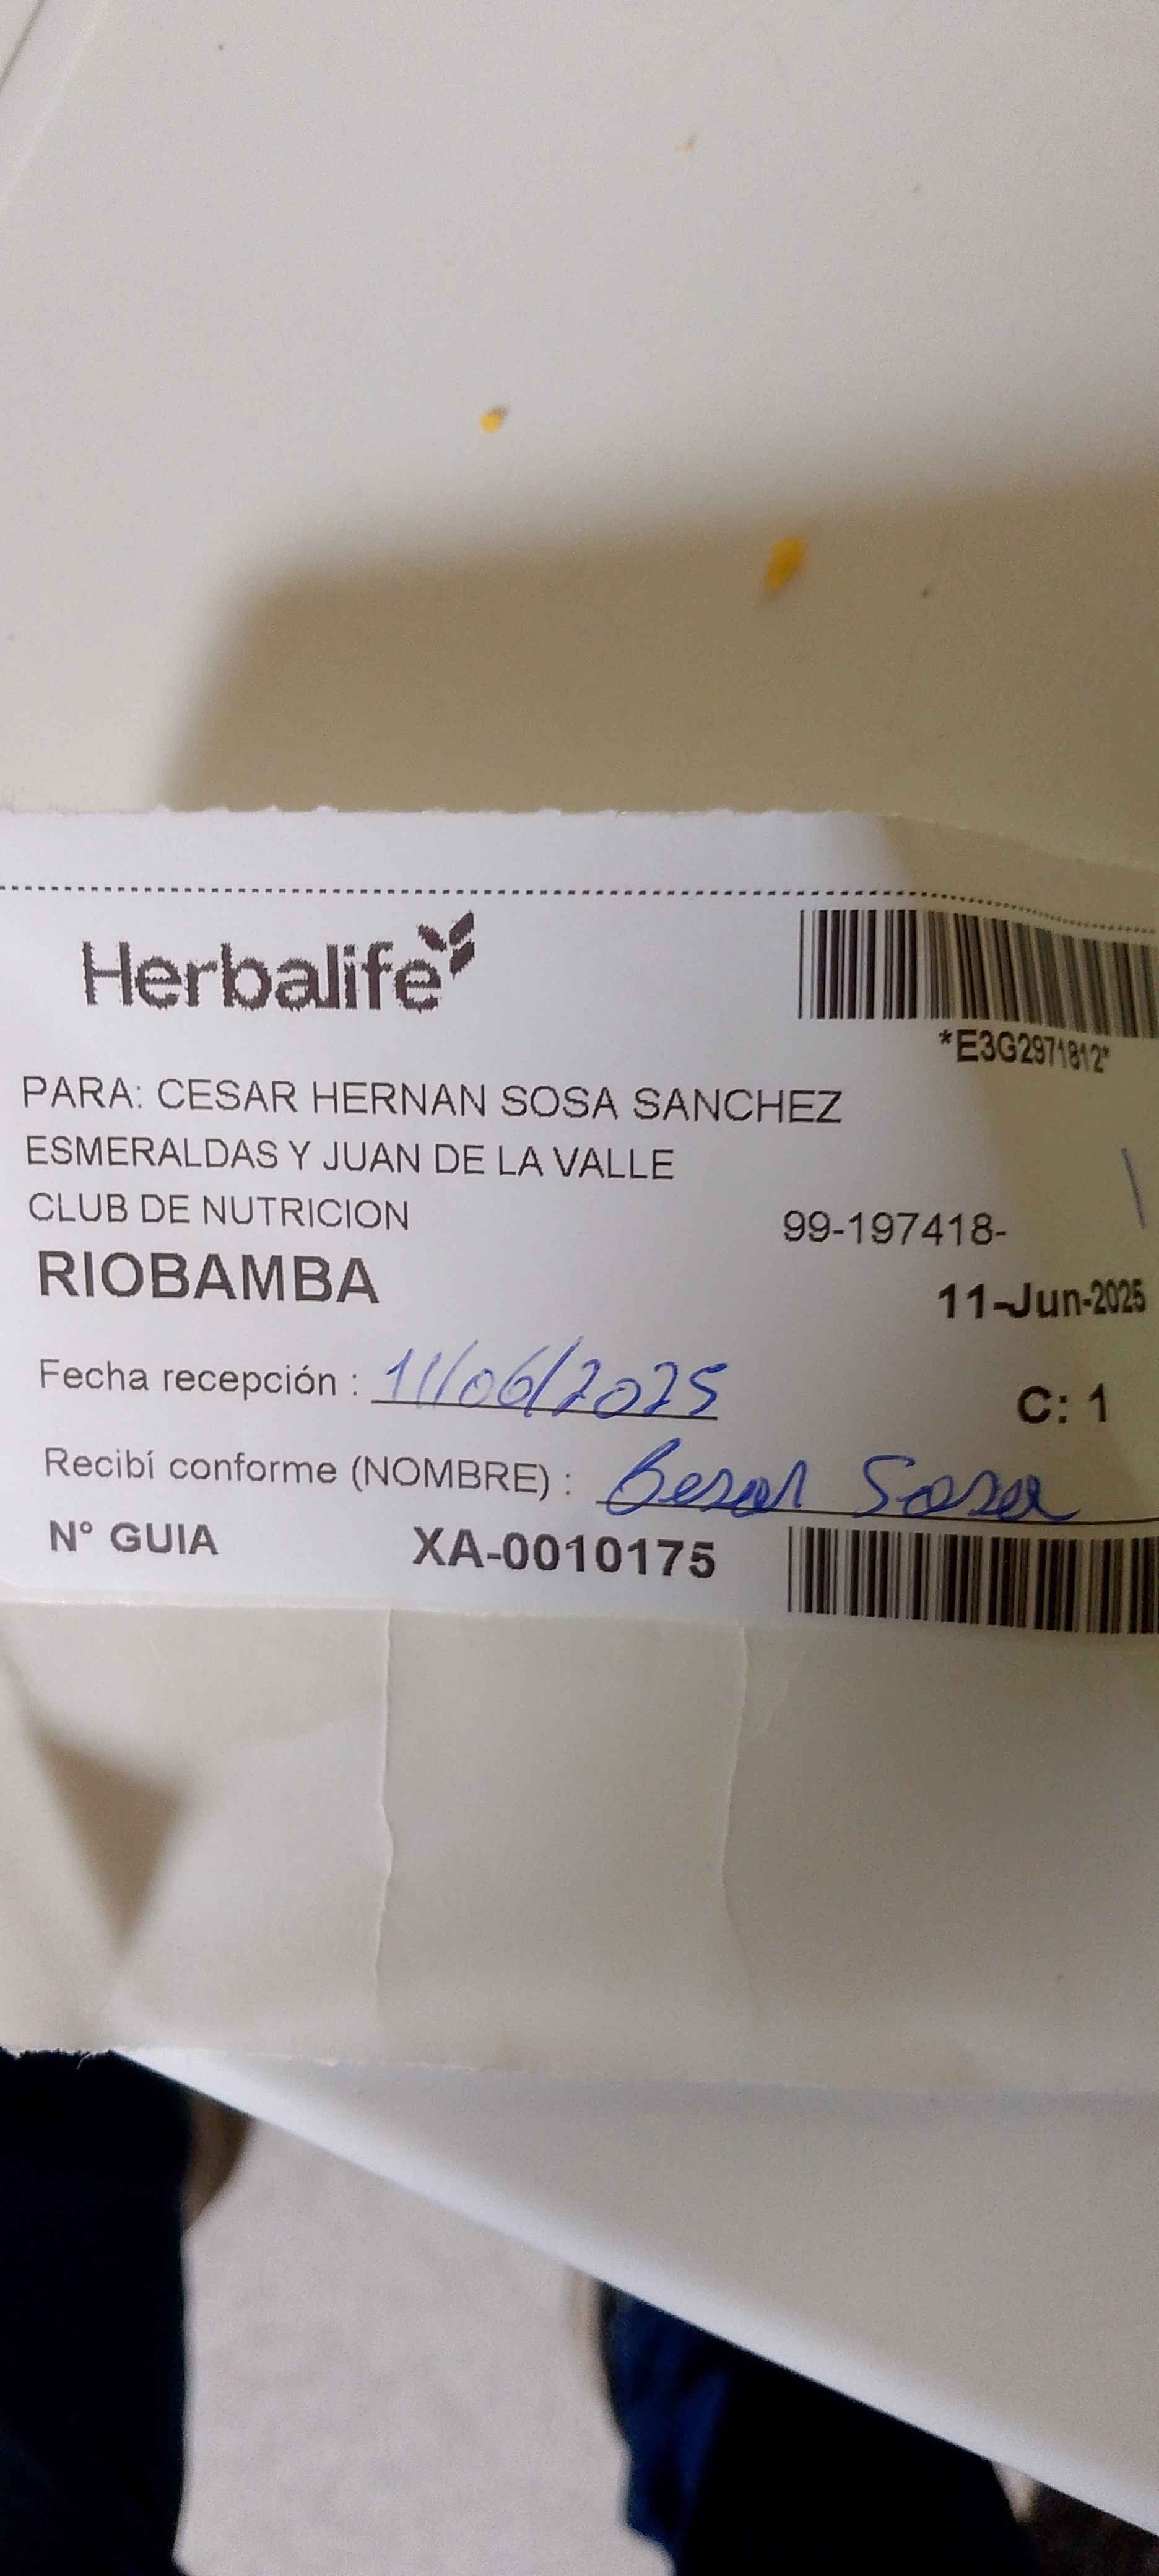 Herbalife
*E3G2971812*
PARA: CESAR HERNAN SOSA SANCHEZ
ESMERALDAS Y JUAN DE LA VALLE
CLUB DE NUTRICION
99-197418-
RIOBAMBA
11-Jun-2025
Fecha recepción : 11/06/2025
C: 1
Recibí conforme (NOMBRE) : Sosa
N° GUIA XA-0010175